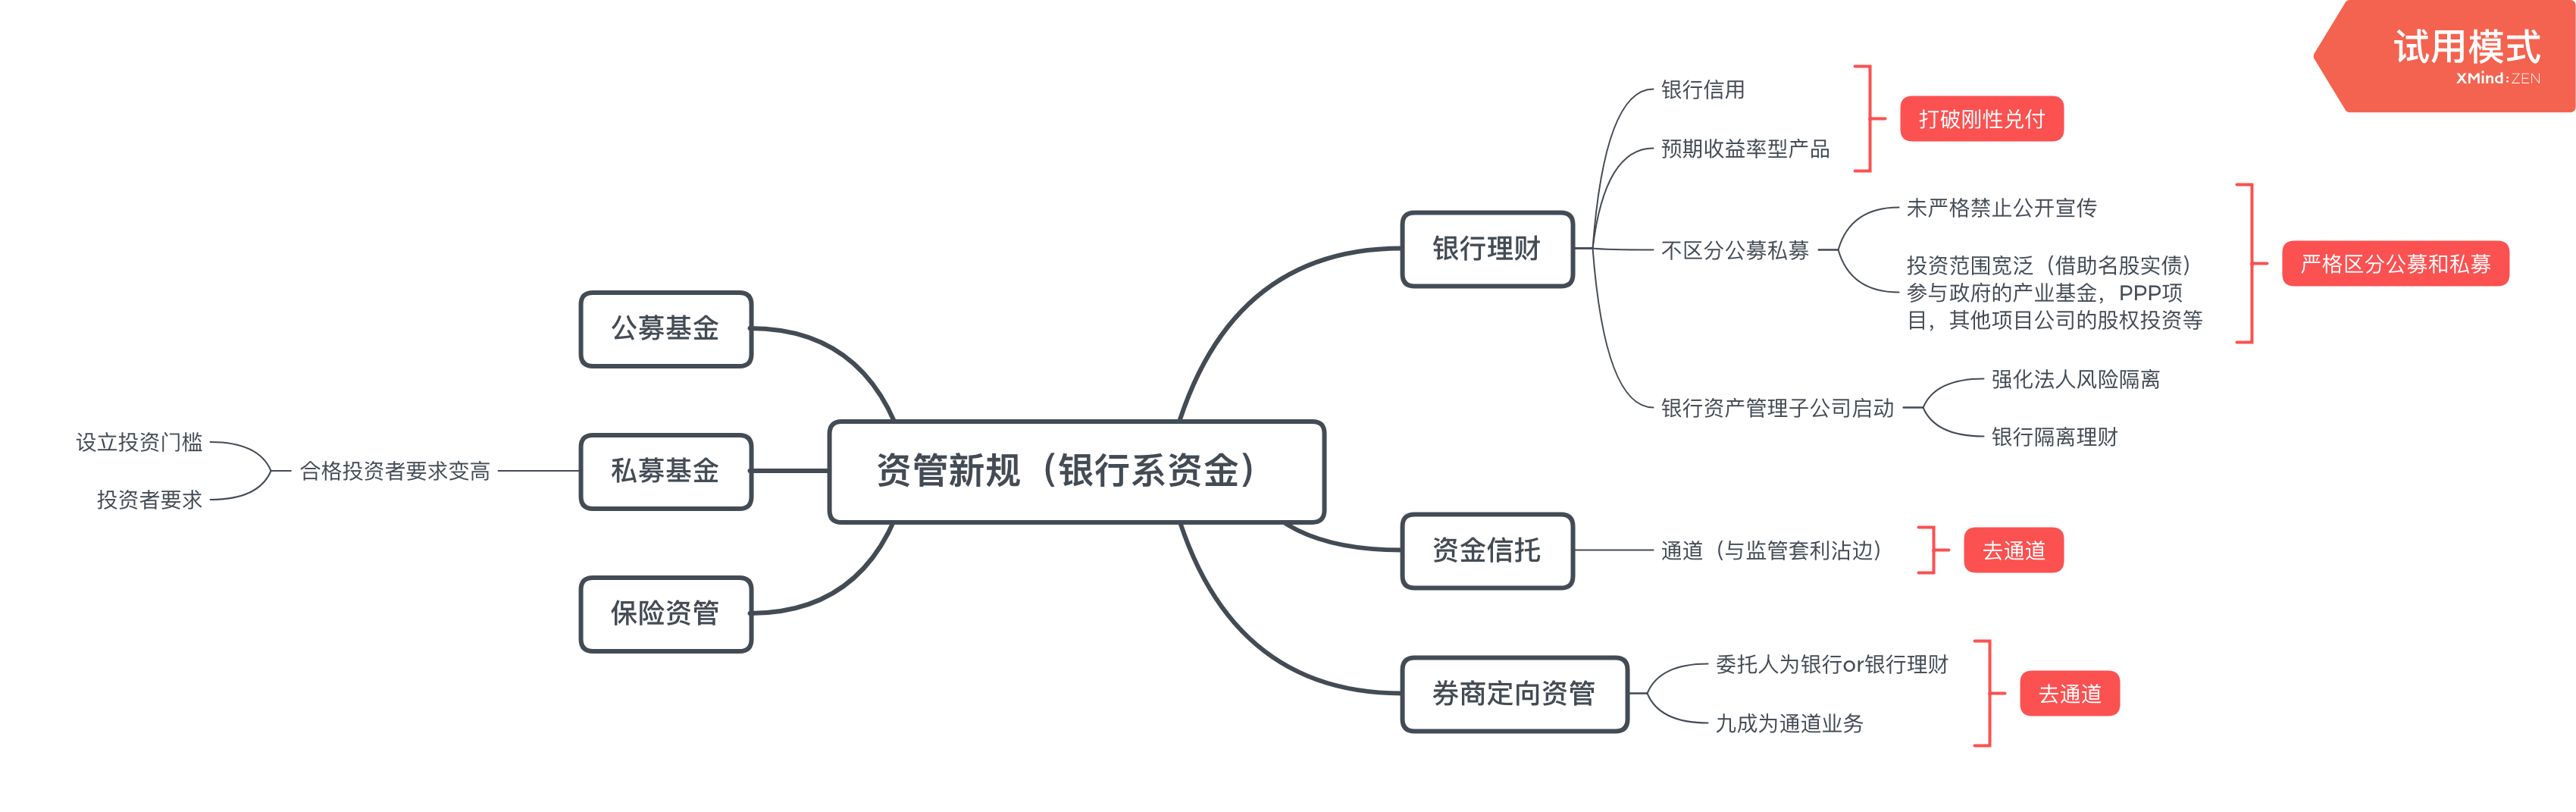 试用模式
XMind:ZEN
资管新规（银行系资金）
银行理财
银行信用
预期收益率型产品
打破刚性兑付
不区分公募私募
未严格禁止公开宣传
投资范围宽泛（借助名股实债）
参与政府的产业基金，PPP项
目，其他项目公司的股权投资等
严格区分公募和私募
银行资产管理子公司启动
强化法人风险隔离
银行隔离理财
资金信托
通道（与监管套利沾边）
去通道
券商定向资管
委托人为银行or银行理财
九成为通道业务
去通道
公募基金
私募基金
合格投资者要求变高
设立投资门槛
投资者要求
保险资管